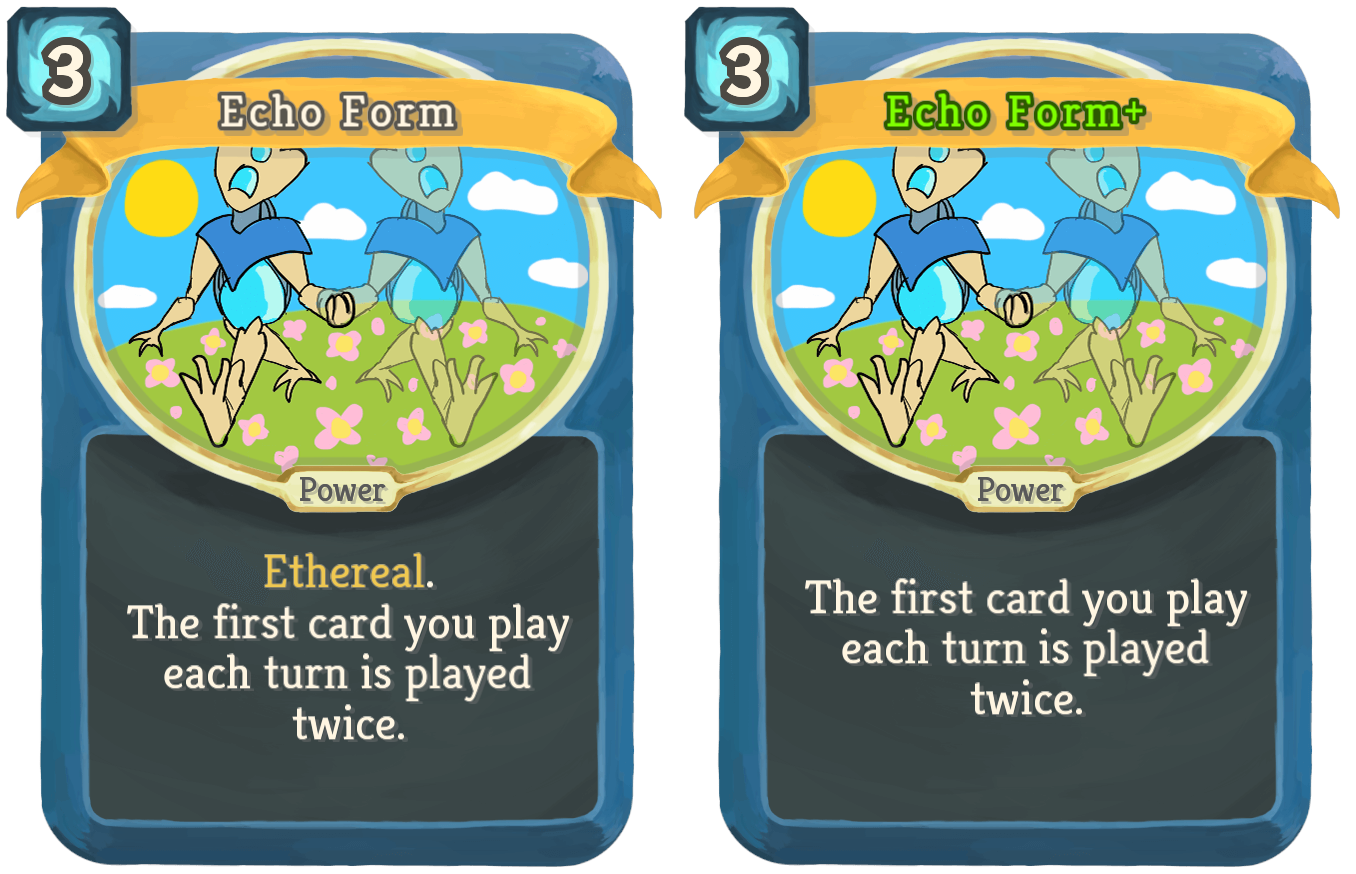 3
Echo Form
Power
Ethereal.
The first card you play
each turn is played
twice.
3
Echo Form+
Power
The first card you play
each turn is played
twice.